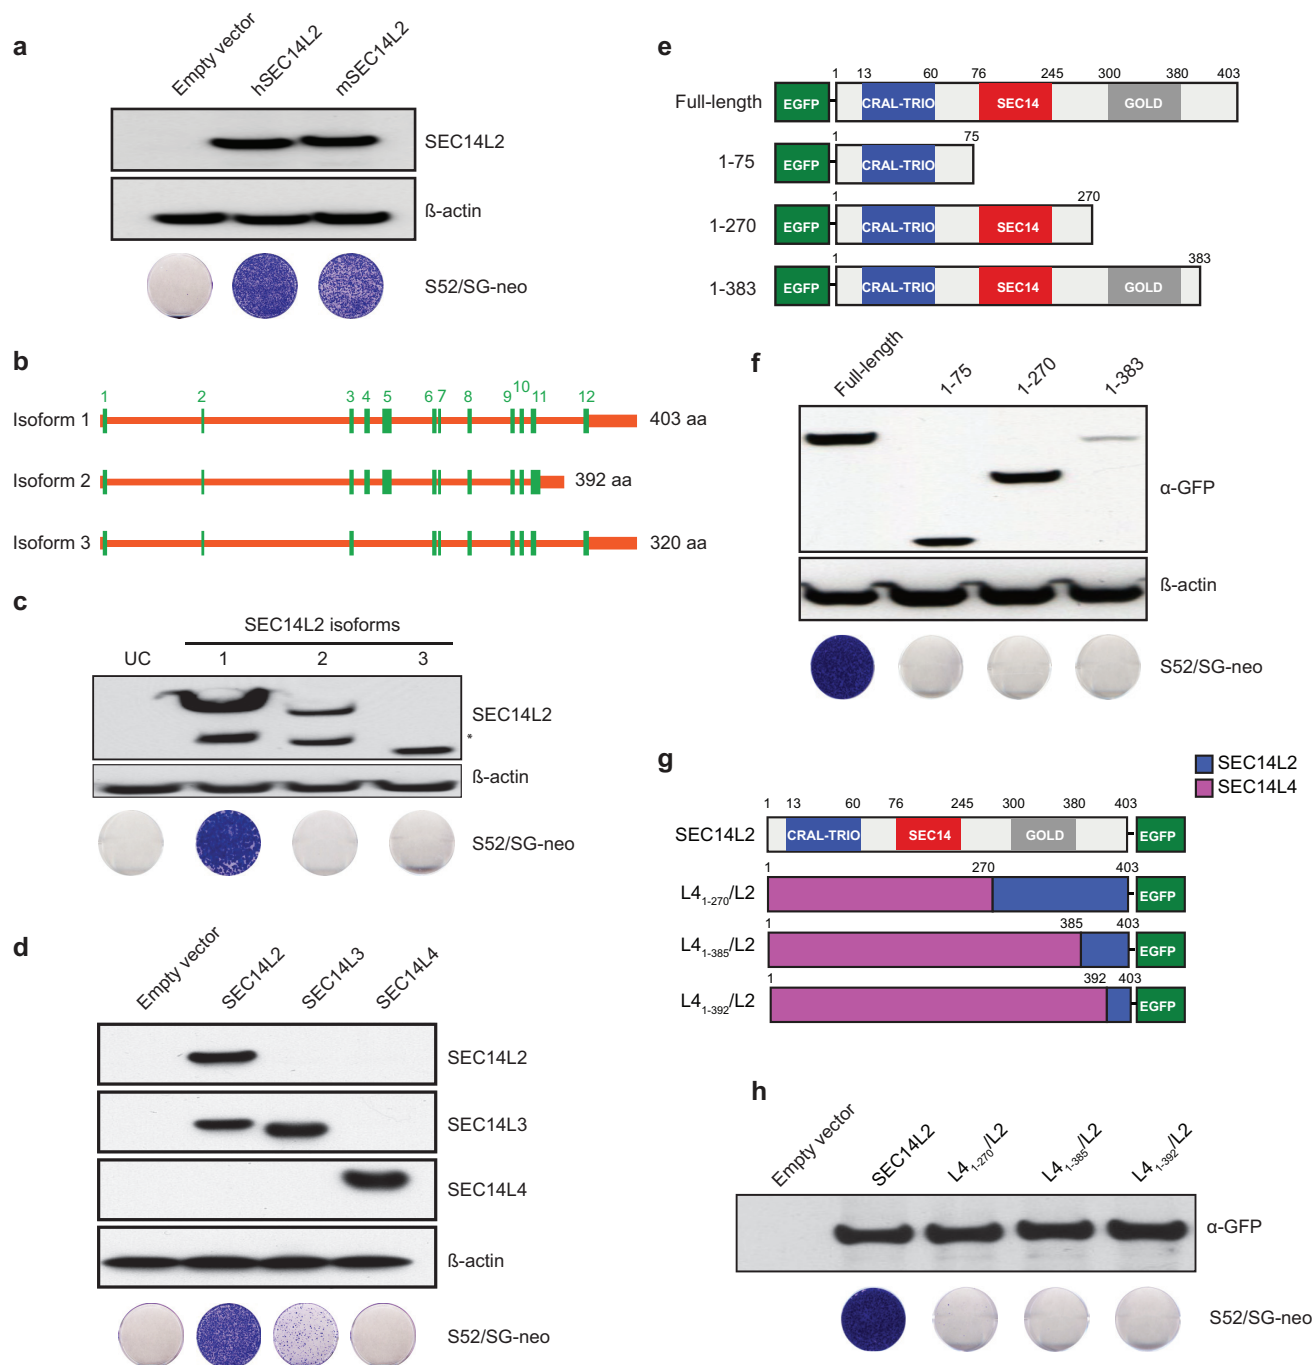 a
Empty vector
hSEC14L2
mSEC14L2
SEC14L2
ß-actin
S52/SG-neo
b
1 2 3 4 5 6 7 8 9 10 11 12
Isoform 1
403 aa
Isoform 2
392 aa
Isoform 3
320 aa
c
SEC14L2 isoforms
UC 1 2 3
SEC14L2
*
ß-actin
S52/SG-neo
d
Empty vector
SEC14L2
SEC14L3
SEC14L4
SEC14L2
SEC14L3
SEC14L4
ß-actin
S52/SG-neo
e
1 13 60 76 245 300 380 403
Full-length EGFP CRAL-TRIO SEC14 GOLD
1 75
1-75 EGFP CRAL-TRIO
1 270
1-270 EGFP CRAL-TRIO SEC14
1 383
1-383 EGFP CRAL-TRIO SEC14 GOLD
f
Full-length
1-75
1-270
1-383
α-GFP
ß-actin
S52/SG-neo
g
SEC14L2
SEC14L4
1 13 60 76 245 300 380 403
SEC14L2 CRAL-TRIO SEC14 GOLD EGFP
1 270 403
L4₁₋₂₇₀/L2 EGFP
1 385 403
L4₁₋₃₈₅/L2 EGFP
1 392 403
L4₁₋₃₉₂/L2 EGFP
h
Empty vector
SEC14L2
L4₁₋₂₇₀/L2
L4₁₋₃₈₅/L2
L4₁₋₃₉₂/L2
α-GFP
S52/SG-neo